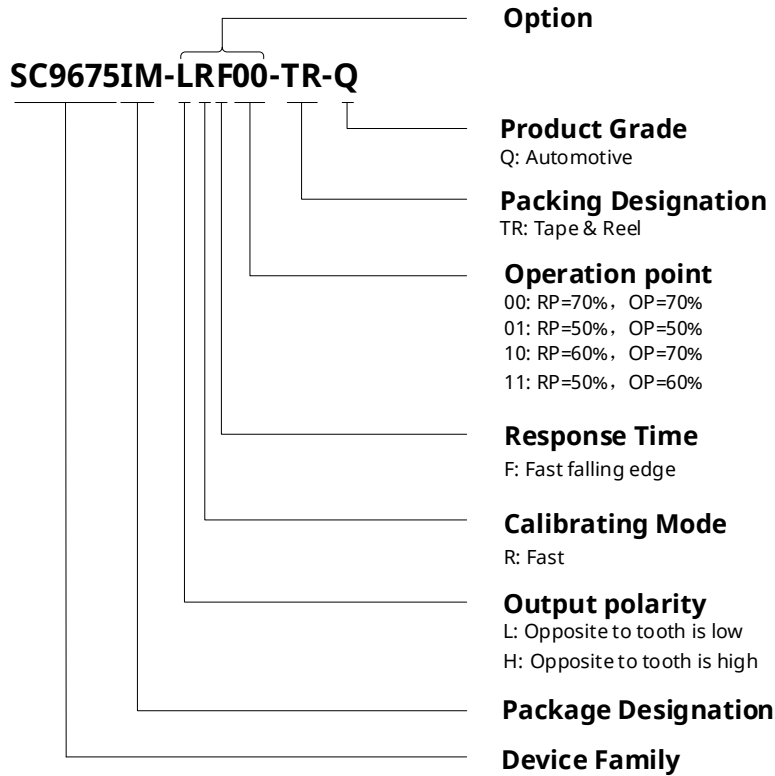 Option
SC9675IM-LRF00-TR-Q
Product Grade
Q: Automotive
Packing Designation
TR: Tape & Reel
Operation point
00: RP=70%，OP=70%
01: RP=50%，OP=50%
10: RP=60%，OP=70%
11: RP=50%，OP=60%
Response Time
F: Fast falling edge
Calibrating Mode
R: Fast
Output polarity
L: Opposite to tooth is low
H: Opposite to tooth is high
Package Designation
Device Family